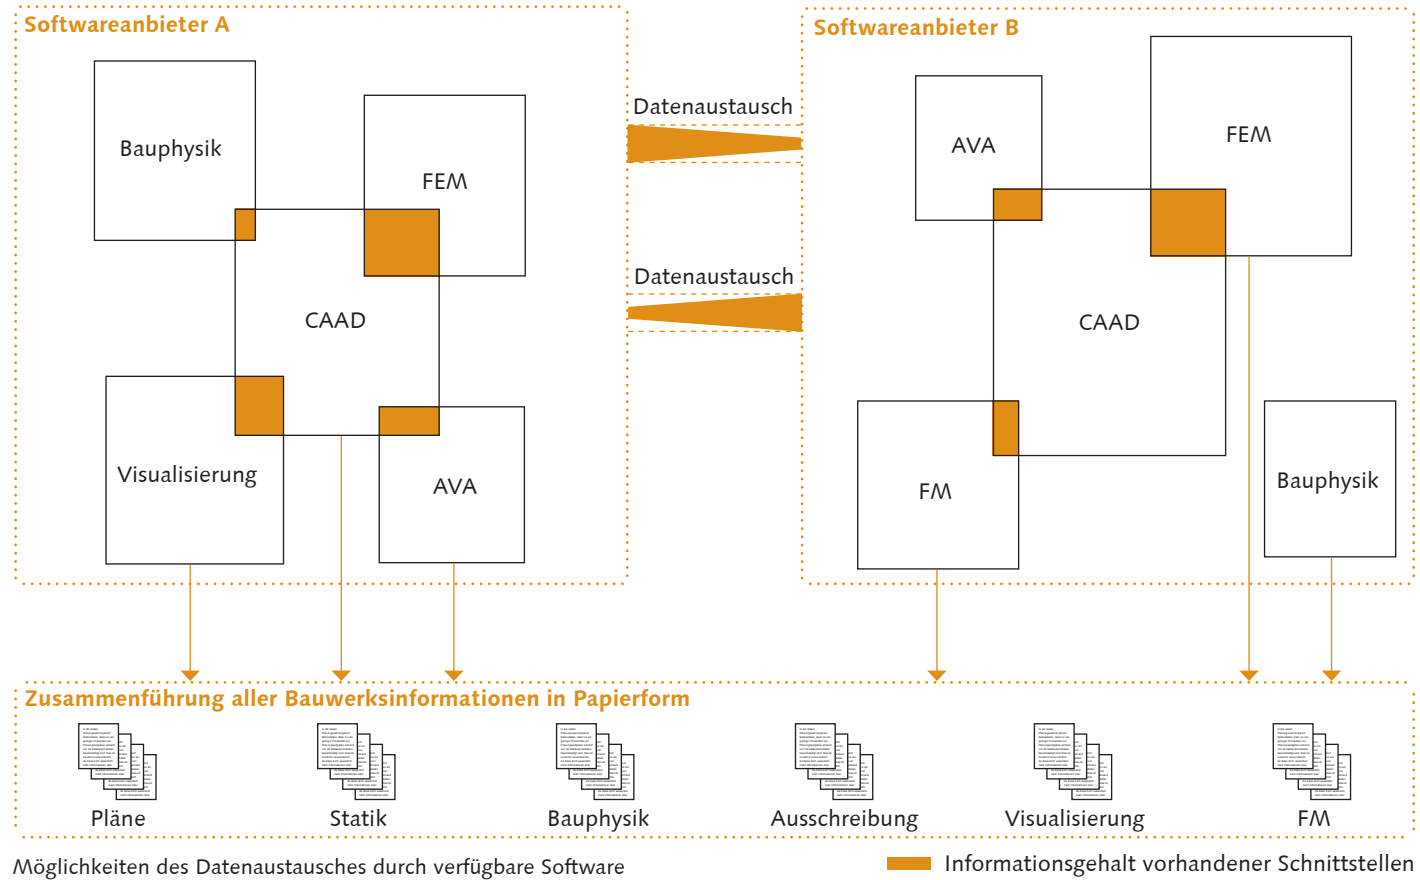 Softwareanbieter A
Softwareanbieter B
Bauphysik
FEM
CAAD
Visualisierung
AVA
Datenaustausch
Datenaustausch
AVA
FEM
CAAD
FM
Bauphysik
Zusammenführung aller Bauwerksinformationen in Papierform
Pläne
Statik
Bauphysik
Ausschreibung
Visualisierung
FM
Möglichkeiten des Datenaustausches durch verfügbare Software
Informationsgehalt vorhandener Schnittstellen